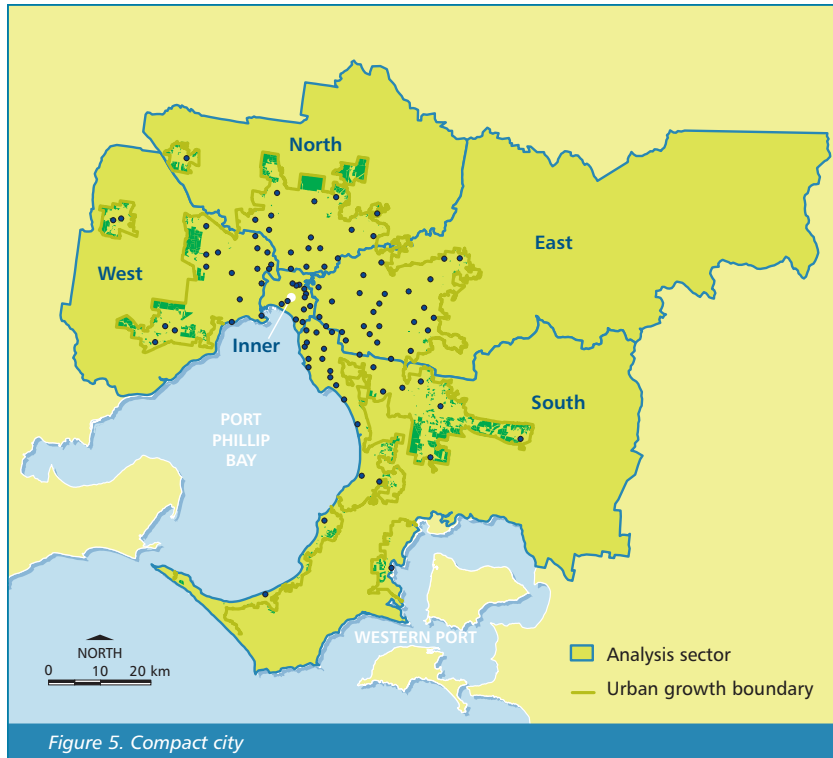 North
East
West
Inner
South
PORT
PHILLIP
BAY
WESTERN PORT
NORTH
0 10 20 km
Analysis sector
Urban growth boundary
Figure 5. Compact city